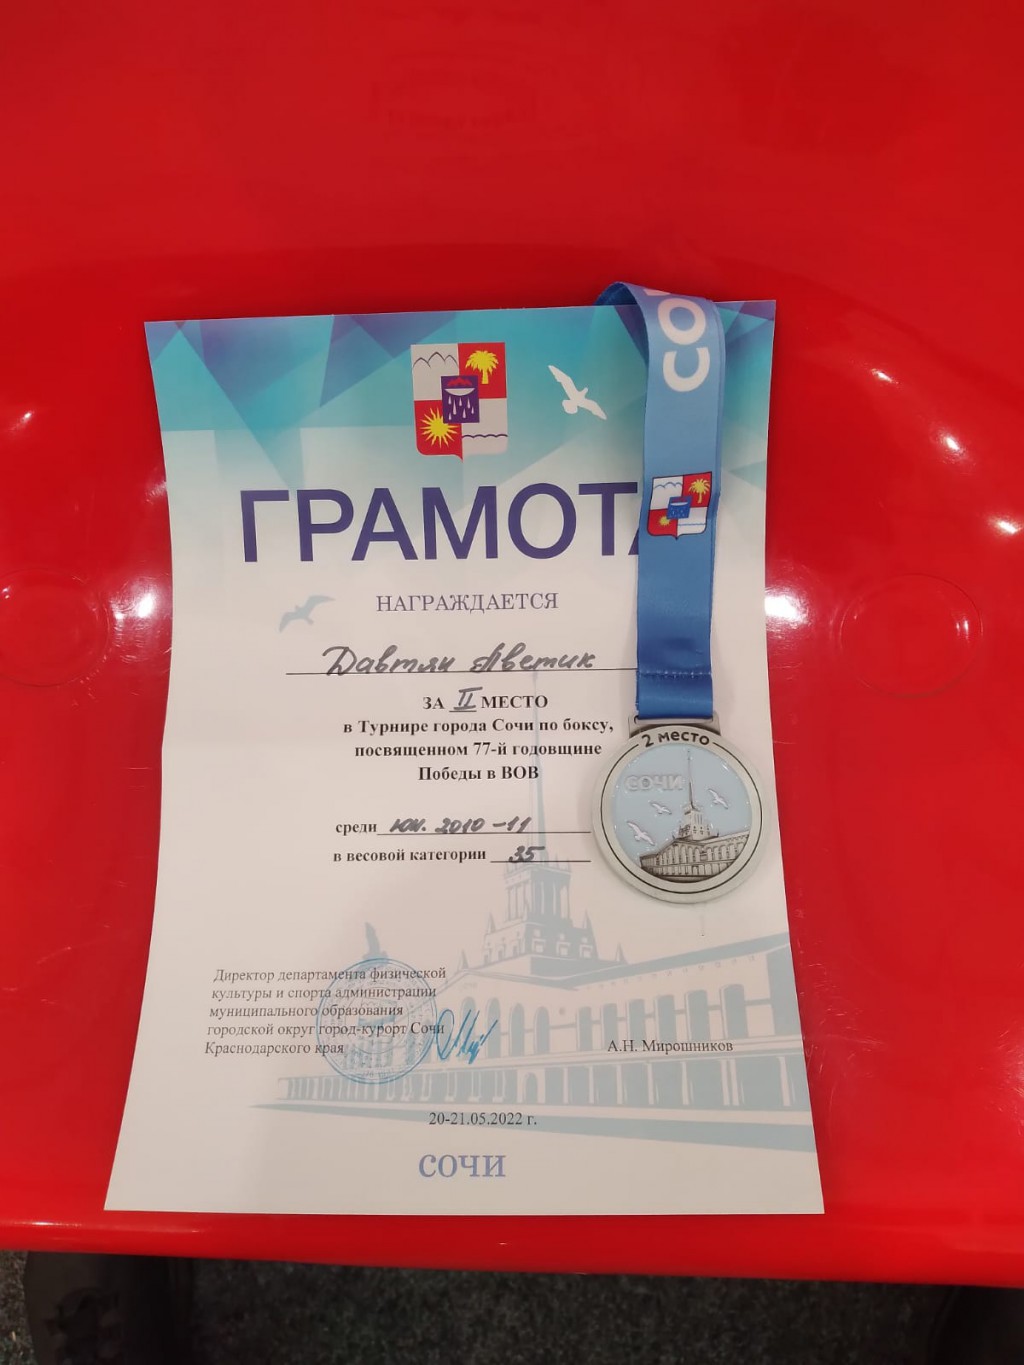 ГРАМОТА
НАГРАЖДАЕТСЯ
Давтян Аветик
ЗА II МЕСТО
в Турнире города Сочи по боксу,
посвященном 77-й годовщине
Победы в ВОВ
среди юн. 2010-11
в весовой категории 35
Директор департамента физической
культуры и спорта администрации
муниципального образования
городской округ город-курорт Сочи
Краснодарского края
А.Н. Мирошников
20-21.05.2022 г.
СОЧИ
СО
2 место
СОЧИ